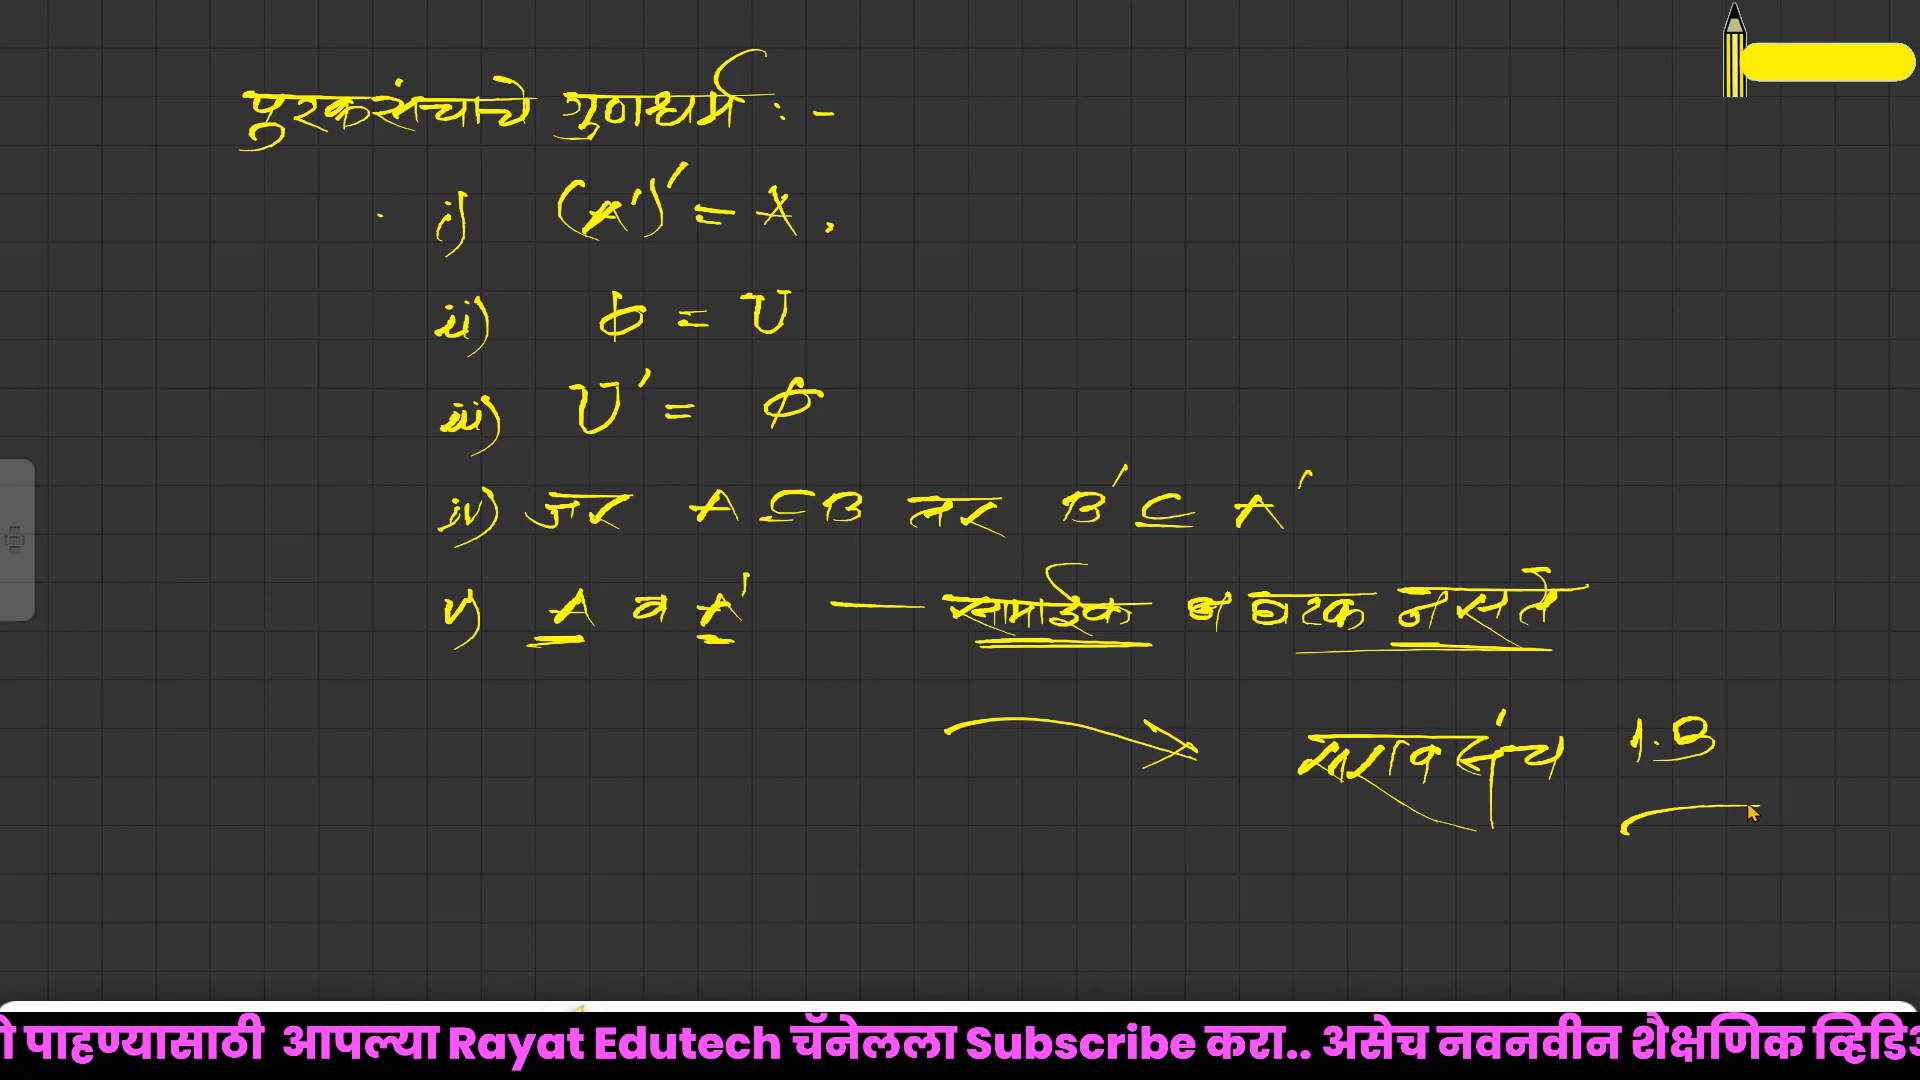 पुरकसंचाचे गुणधर्म : -
i) (A')' = A .
ii) ϕ = U
iii) U' = ϕ
iv) जर A ⊆ B तर B' ⊆ A'
v) A व A' — सामाईक घटक नसते
सरावसंच 1.3
ी पाहण्यासाठी आपल्या Rayat Edutech चॅनेलला Subscribe करा.. असेच नवनवीन शैक्षणिक व्हिडि